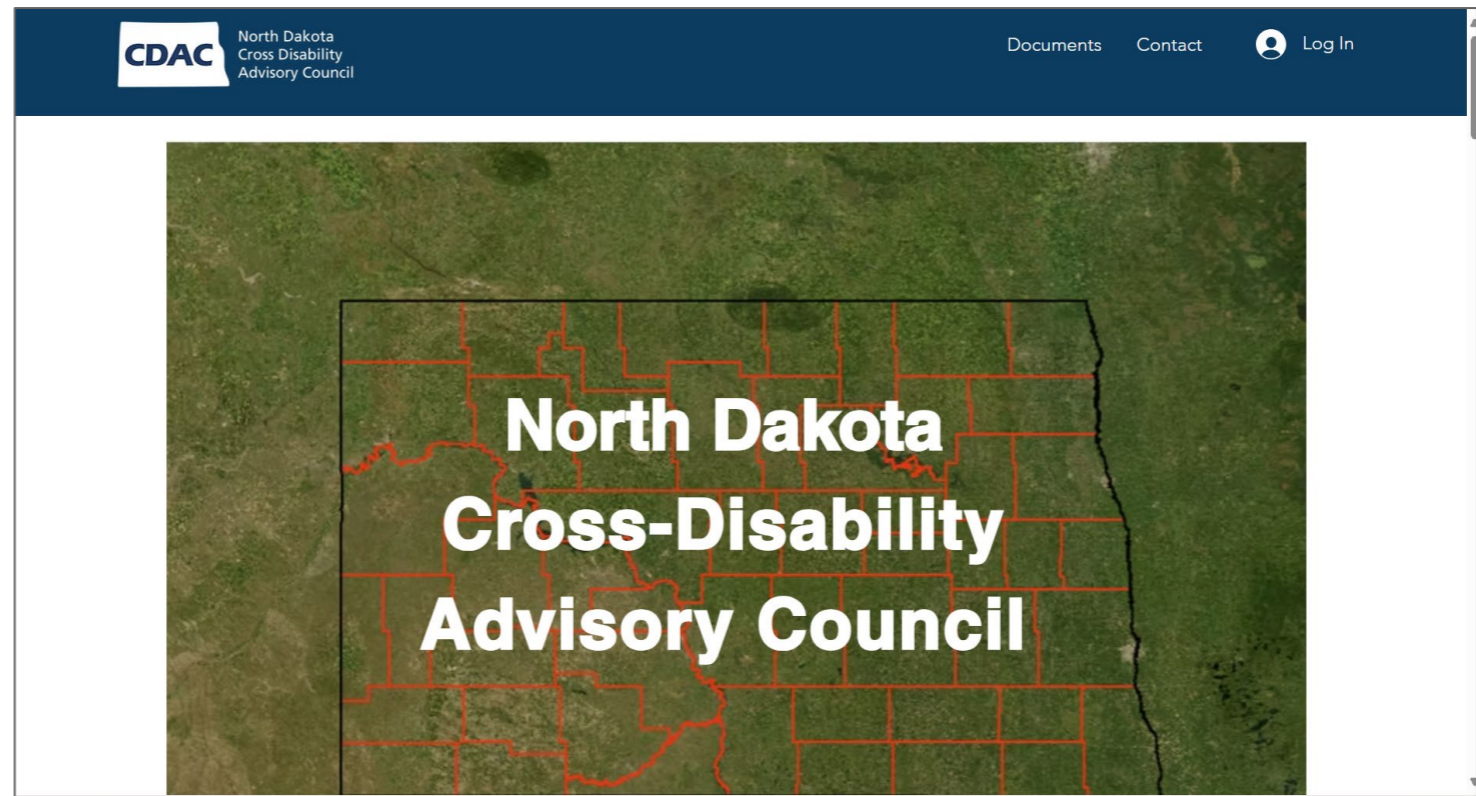 CDAC
North Dakota
Cross Disability
Advisory Council
Documents
Contact
Log In
North Dakota
Cross-Disability
Advisory Council